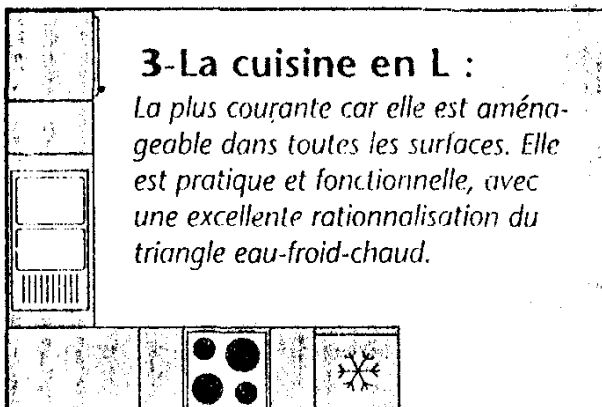 3-La cuisine en L :
La plus courante car elle est aména-
geable dans toutes les surfaces. Elle
est pratique et fonctionnelle, avec
une excellente rationnalisation du
triangle eau-froid-chaud.